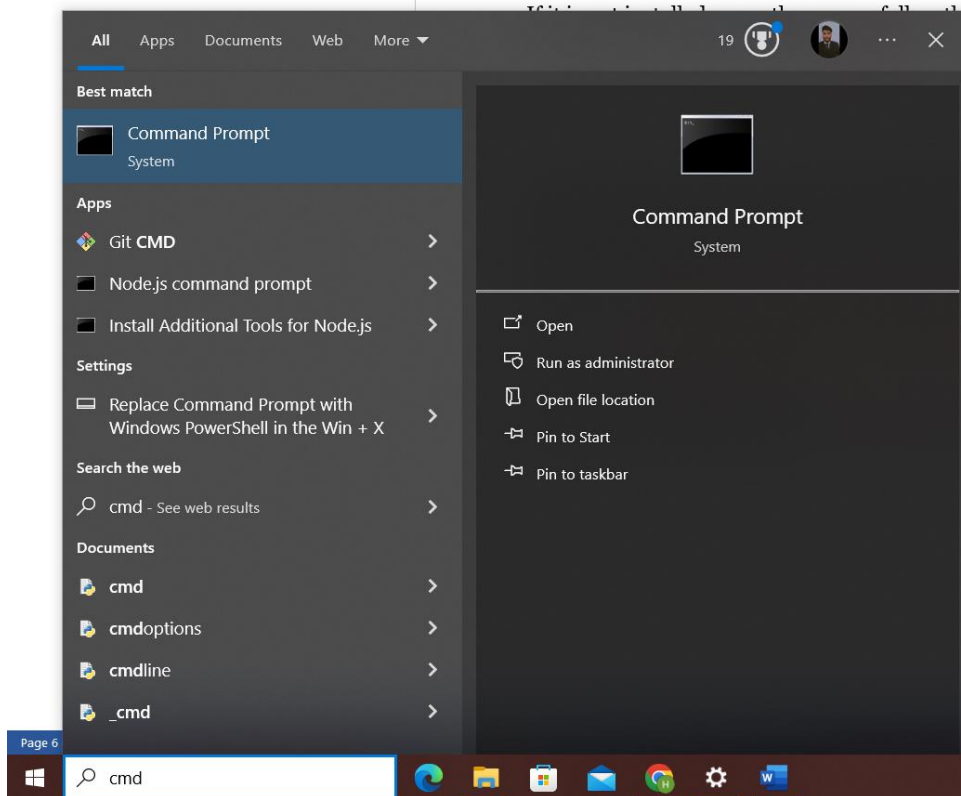 All Apps Documents Web More 19
Best match
Command Prompt
System
Apps
Git CMD
Node.js command prompt
Install Additional Tools for Node.js
Settings
Replace Command Prompt with
Windows PowerShell in the Win + X
Search the web
cmd - See web results
Documents
cmd
cmdoptions
cmdline
_cmd
Command Prompt
System
Open
Run as administrator
Open file location
Pin to Start
Pin to taskbar
Page 6
cmd